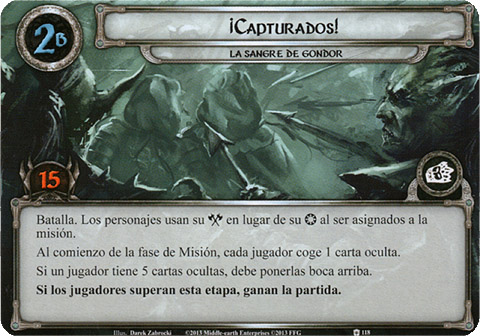 ¡Capturados!
2B
La Sangre de Gondor
15
Batalla. Los personajes usan su en lugar de su al ser asignados a la
misión.
Al comienzo de la fase de Misión, cada jugador coge 1 carta oculta.
Si un jugador tiene 5 cartas ocultas, debe ponerlas boca arriba.
Si los jugadores superan esta etapa, ganan la partida.
Illus. Darek Zabrocki ©2013 Middle-earth Enterprises ©2013 FFG 118